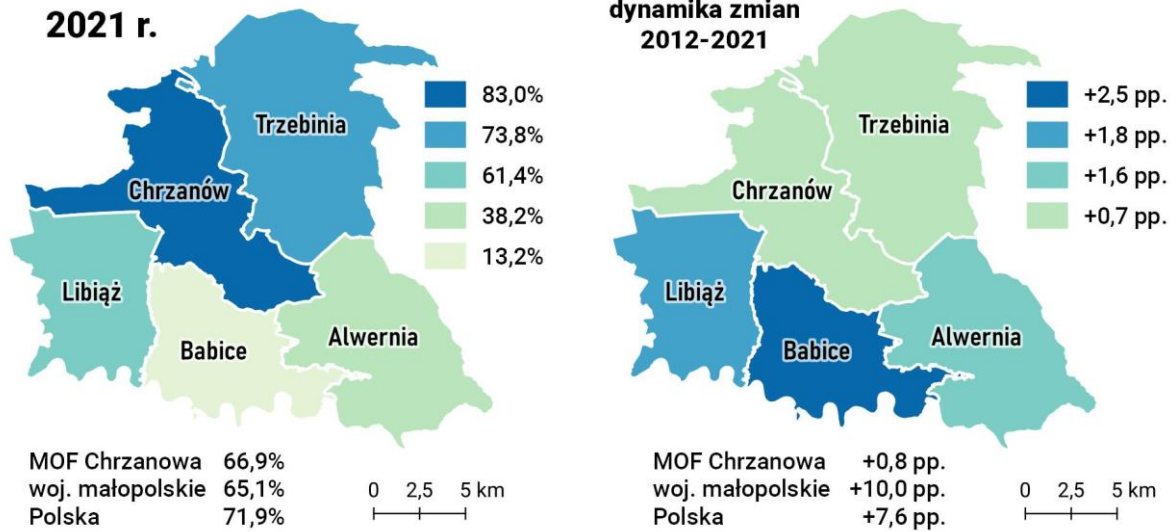 2021 r.
83,0%
73,8%
61,4%
38,2%
13,2%
Trzebinia
Chrzanów
Libiąż
Babice
Alwernia
MOF Chrzanowa 66,9%
woj. małopolskie 65,1%
Polska 71,9%
0 2,5 5 km
dynamika zmian
2012-2021
+2,5 pp.
+1,8 pp.
+1,6 pp.
+0,7 pp.
Trzebinia
Chrzanów
Libiąż
Babice
Alwernia
MOF Chrzanowa +0,8 pp.
woj. małopolskie +10,0 pp.
Polska +7,6 pp.
0 2,5 5 km